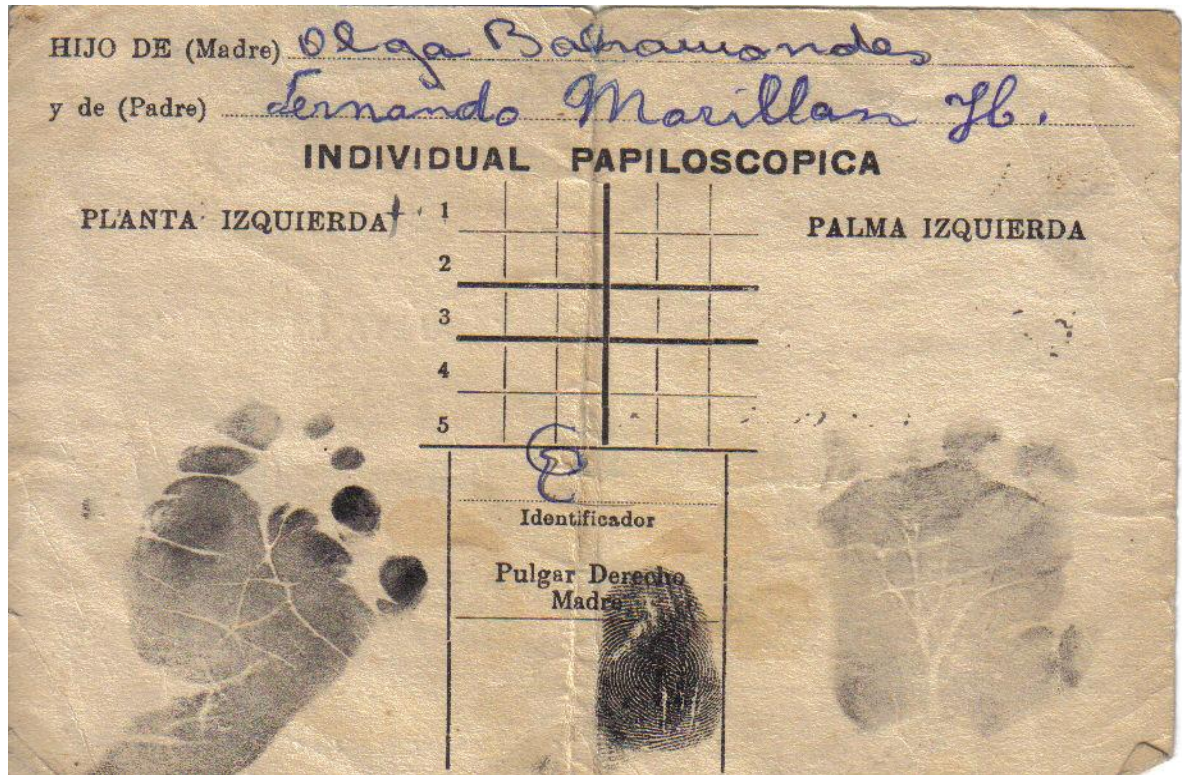 HIJO DE (Madre) Olga Bahamondes
y de (Padre) Fernando Marillan H.
INDIVIDUAL PAPILOSCOPICA
PLANTA IZQUIERDA
PALMA IZQUIERDA
1
2
3
4
5
Identificador
Pulgar Derecho
Madre